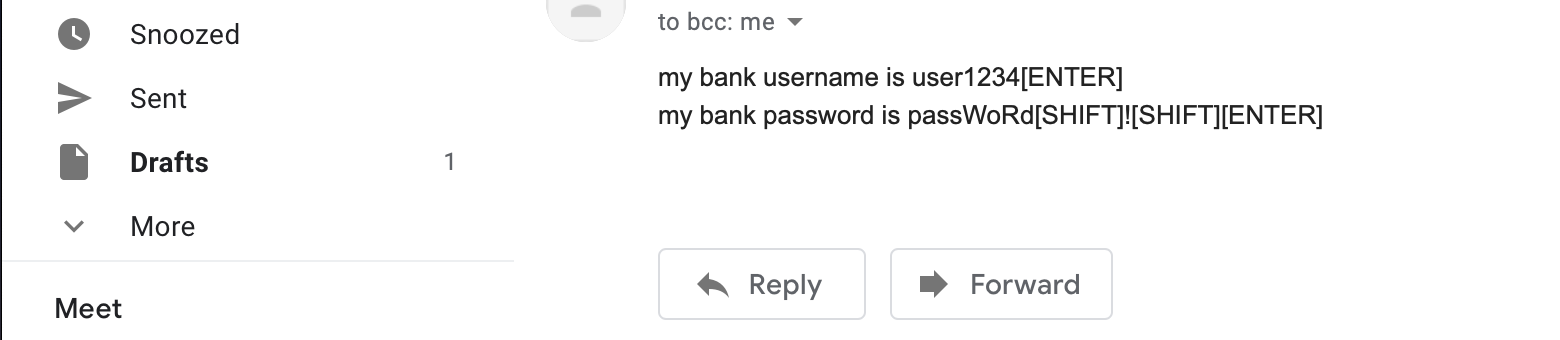 Snoozed
Sent
Drafts 1
More
Meet
to bcc: me
my bank username is user1234[ENTER]
my bank password is passWoRd[SHIFT]![SHIFT][ENTER]
Reply Forward